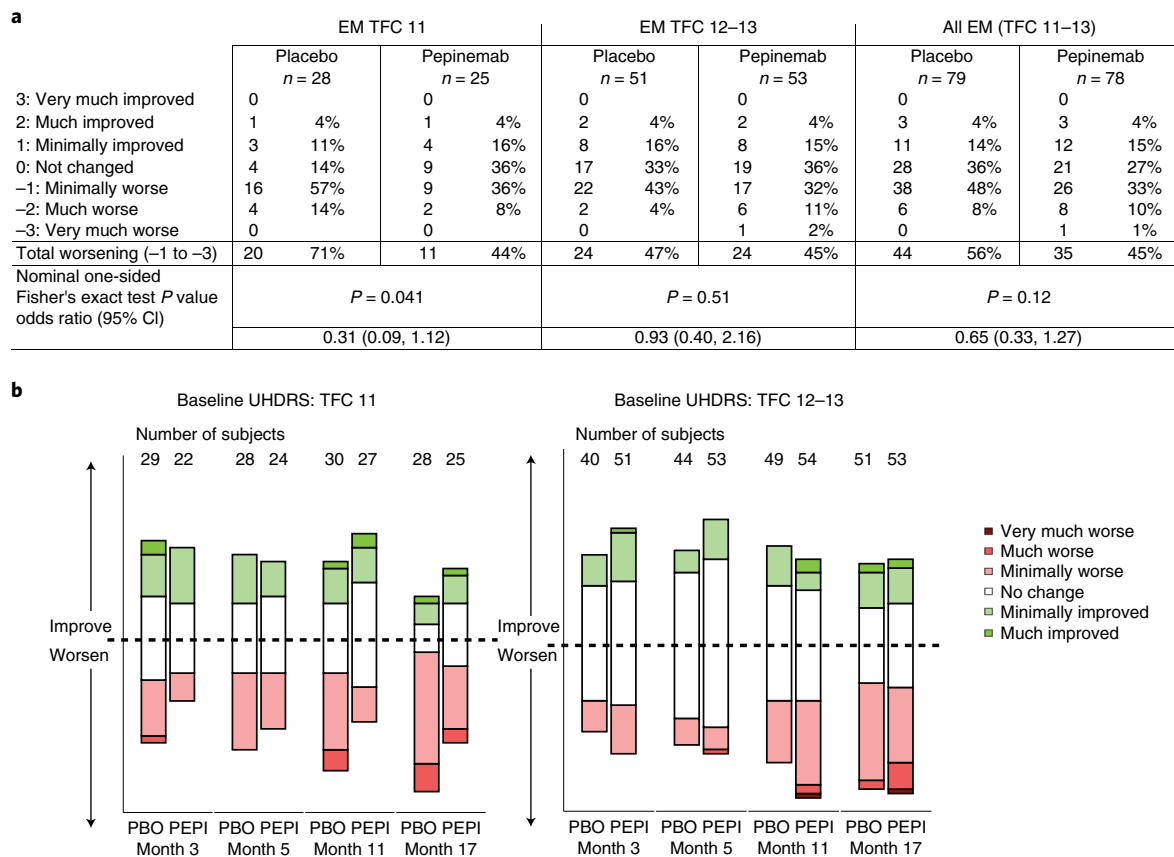 a
EM TFC 11 EM TFC 12–13 All EM (TFC 11–13)
Placebo Pepinemab Placebo Pepinemab Placebo Pepinemab
n = 28 n = 25 n = 51 n = 53 n = 79 n = 78
3: Very much improved 0 0 0 0 0 0
2: Much improved 1 4% 1 4% 2 4% 2 4% 3 4% 3 4%
1: Minimally improved 3 11% 4 16% 8 16% 8 15% 11 14% 12 15%
0: Not changed 4 14% 9 36% 17 33% 19 36% 28 36% 21 27%
–1: Minimally worse 16 57% 9 36% 22 43% 17 32% 38 48% 26 33%
–2: Much worse 4 14% 2 8% 2 4% 6 11% 6 8% 8 10%
–3: Very much worse 0 0 0 1 2% 0 1 1%
Total worsening (–1 to –3) 20 71% 11 44% 24 47% 24 45% 44 56% 35 45%
Nominal one-sided
Fisher's exact test P value P = 0.041 P = 0.51 P = 0.12
odds ratio (95% CI)
0.31 (0.09, 1.12) 0.93 (0.40, 2.16) 0.65 (0.33, 1.27)
b
Baseline UHDRS: TFC 11
Number of subjects
29 22 28 24 30 27 28 25
Improve
Worsen
PBO PEPI PBO PEPI PBO PEPI PBO PEPI
Month 3 Month 5 Month 11 Month 17
Baseline UHDRS: TFC 12–13
Number of subjects
40 51 44 53 49 54 51 53
Improve
Worsen
PBO PEPI PBO PEPI PBO PEPI PBO PEPI
Month 3 Month 5 Month 11 Month 17
Very much worse
Much worse
Minimally worse
No change
Minimally improved
Much improved